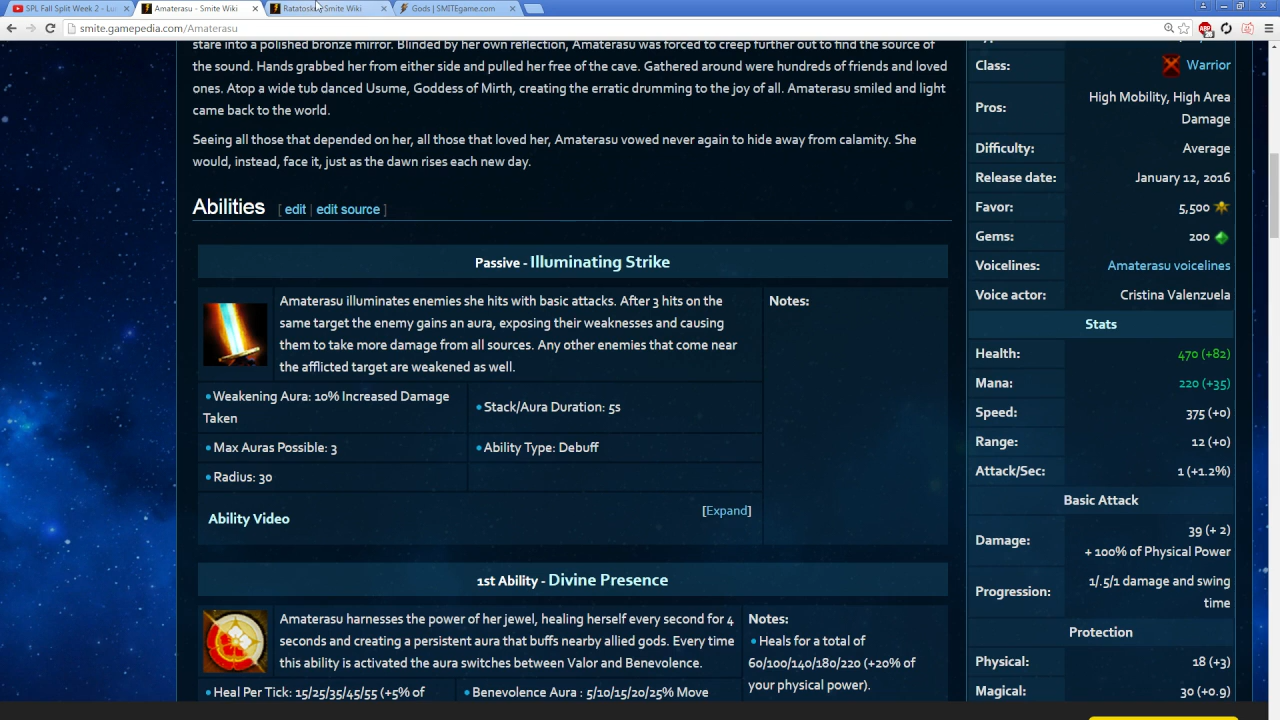 SPL Fall Split Week 2 - Lu
Amaterasu - Smite Wiki
Smite Wiki
Gods | SMITEgame.com
smite.gamepedia.com/Amaterasu
stare into a polished bronze mirror. Blinded by her own reflection, Amaterasu was forced to creep further out to find the source of
the sound. Hands grabbed her from either side and pulled her free of the cave. Gathered around were hundreds of friends and loved
ones. Atop a wide tub danced Usume, Goddess of Mirth, creating the erratic drumming to the joy of all. Amaterasu smiled and light
came back to the world.
Seeing all those that depended on her, all those that loved her, Amaterasu vowed never again to hide away from calamity. She
would, instead, face it, just as the dawn rises each new day.
Abilities [ edit | edit source ]
Passive - Illuminating Strike
Amaterasu illuminates enemies she hits with basic attacks. After 3 hits on the
same target the enemy gains an aura, exposing their weaknesses and causing
them to take more damage from all sources. Any other enemies that come near
the afflicted target are weakened as well.
Notes:
• Weakening Aura: 10% Increased Damage
Taken
• Stack/Aura Duration: 5s
• Max Auras Possible: 3
• Ability Type: Debuff
• Radius: 30
Ability Video
[Expand]
1st Ability - Divine Presence
Amaterasu harnesses the power of her jewel, healing herself every second for 4
seconds and creating a persistent aura that buffs nearby allied gods. Every time
this ability is activated the aura switches between Valor and Benevolence.
Notes:
• Heals for a total of
60/100/140/180/220 (+20% of
your physical power).
• Heal Per Tick: 15/25/35/45/55 (+5% of
• Benevolence Aura : 5/10/15/20/25% Move
Class: Warrior
Pros: High Mobility, High Area
Damage
Difficulty: Average
Release date: January 12, 2016
Favor: 5,500
Gems: 200
Voicelines: Amaterasu voicelines
Voice actor: Cristina Valenzuela
Stats
Health: 470 (+82)
Mana: 220 (+35)
Speed: 375 (+0)
Range: 12 (+0)
Attack/Sec: 1 (+1.2%)
Basic Attack
Damage: 39 (+ 2)
+ 100% of Physical Power
Progression: 1/.5/1 damage and swing
time
Protection
Physical: 18 (+3)
Magical: 30 (+0.9)